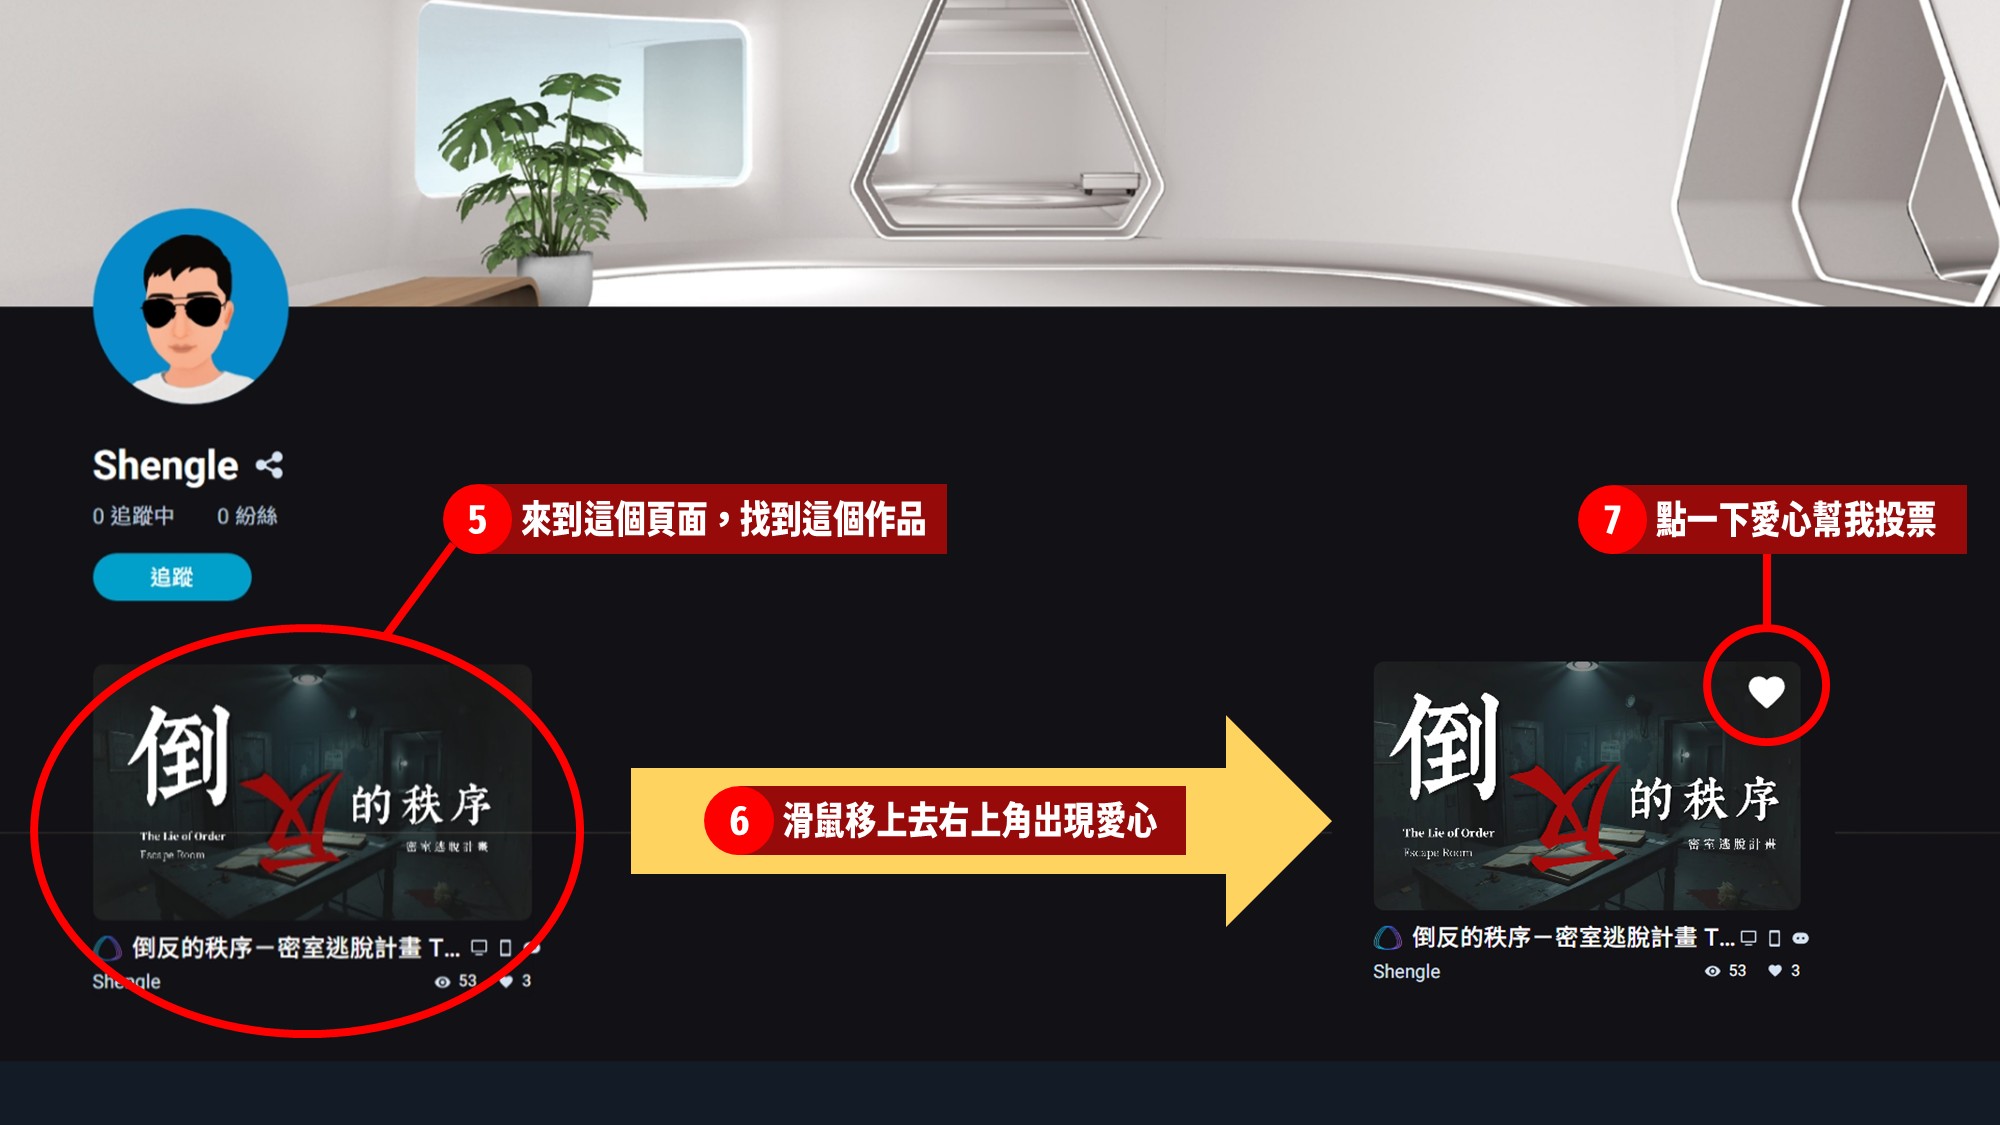 Shengle
0 追蹤中 0 紛絲
追蹤
5 來到這個頁面，找到這個作品
7 點一下愛心幫我投票
倒反的秩序
The Lie of Order
Escape Room
密室逃脫計畫
倒反的秩序－密室逃脫計畫 T...
Shengle 53 3
6 滑鼠移上去右上角出現愛心
倒反的秩序
The Lie of Order
Escape Room
密室逃脫計畫
倒反的秩序－密室逃脫計畫 T...
Shengle 53 3